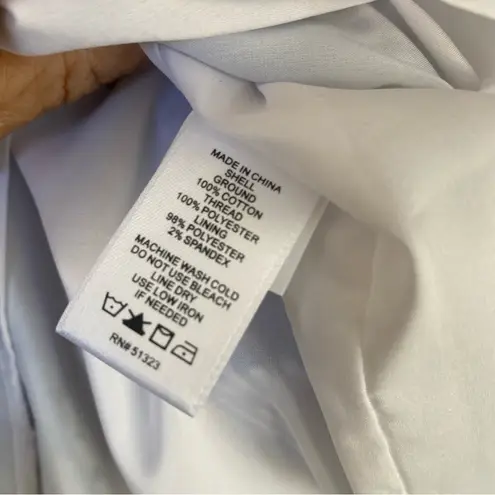 MADE IN CHINA
SHELL
GROUND
100% COTTON
THREAD
100% POLYESTER
LINING
98% POLYESTER
2% SPANDEX
MACHINE WASH COLD
DO NOT USE BLEACH
LINE DRY
USE LOW IRON
IF NEEDED
RN# 51323